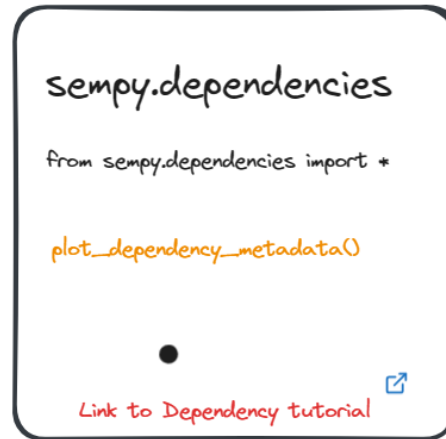 sempy.dependencies
from sempy.dependencies import *
plot_dependency_metadata()
Link to Dependency tutorial